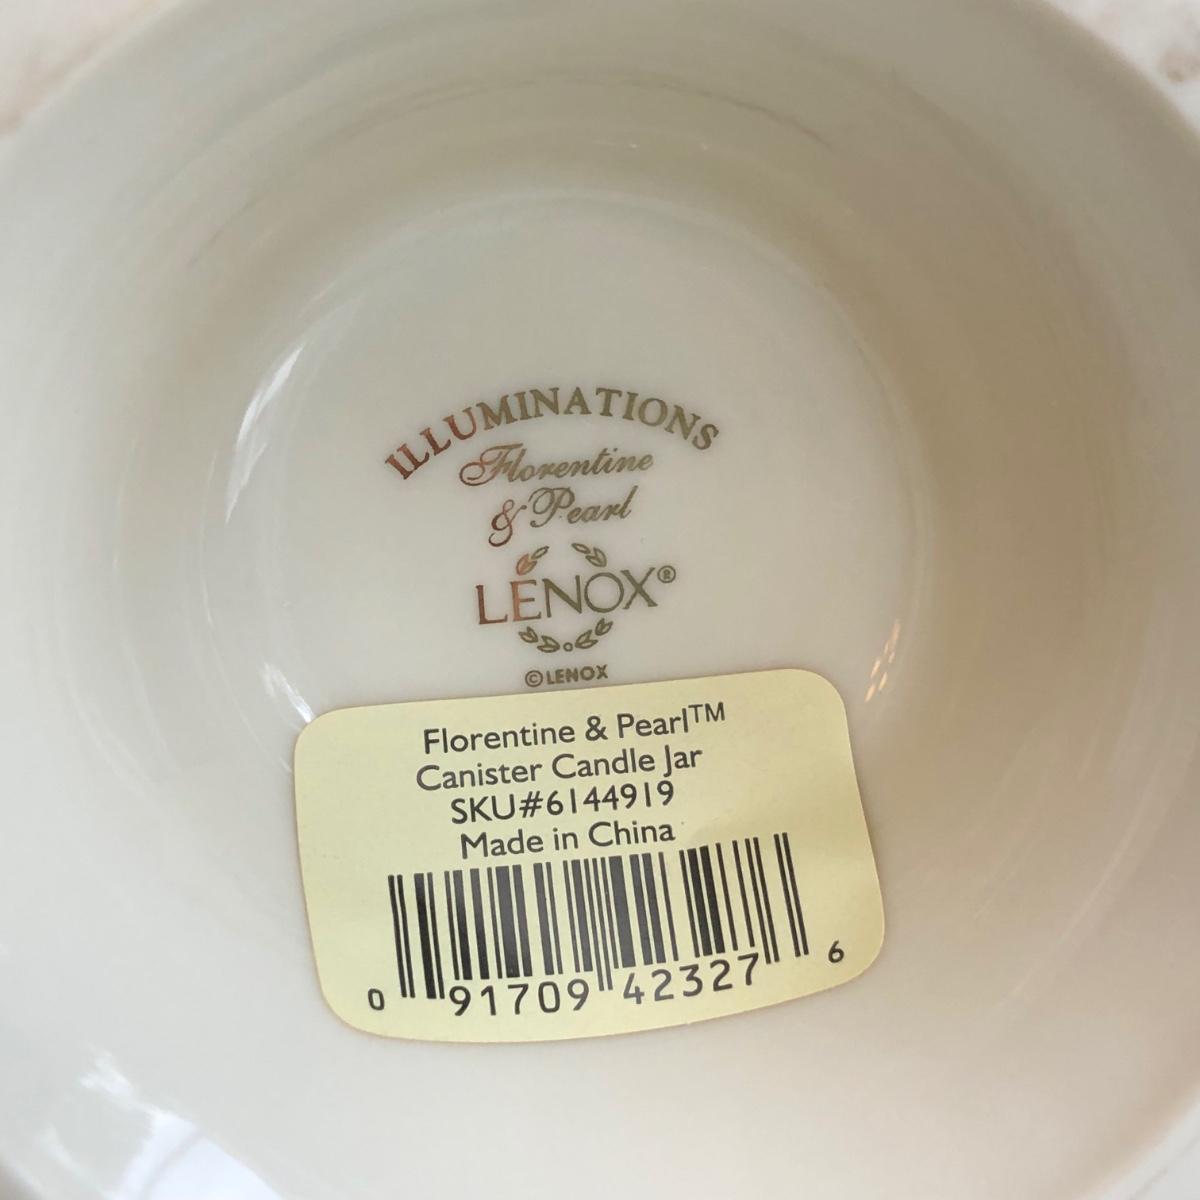 ILLUMINATIONS
Florentine
& Pearl
LENOX®
© LENOX
Florentine & Pearl™
Canister Candle Jar
SKU#6144919
Made in China
0 91709 42327 6